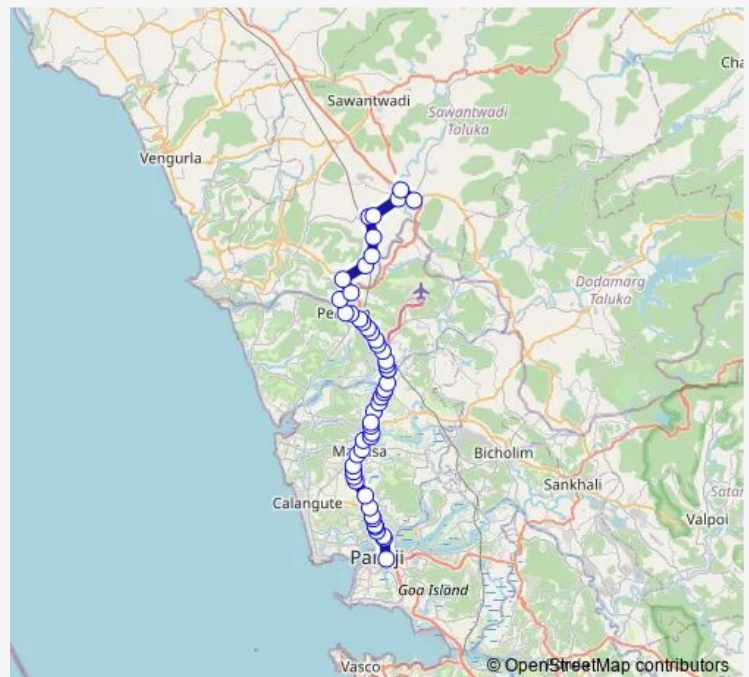 Cha
Sawantwadi
Sawantwadi
Taluka
Vengurla
Dodamarg
Taluka
Bicholim
Sankhali
Calangute
Valpoi
Goa Island
Vasco
© OpenStreetMap contributors